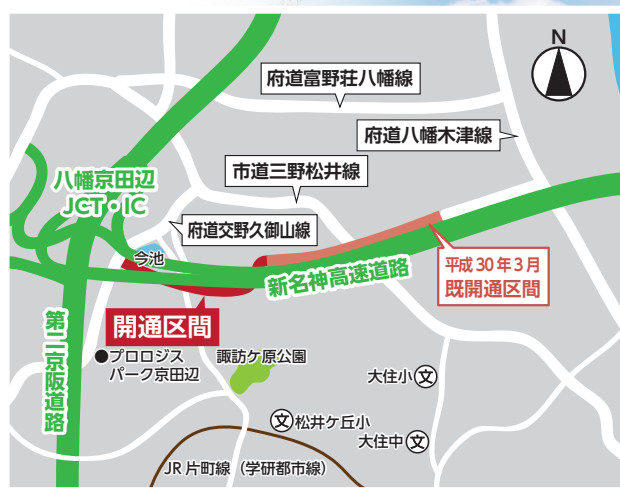 N
府道富野荘八幡線
府道八幡木津線
市道三野松井線
八幡京田辺
JCT・IC
府道交野久御山線
今池
平成30年3月
既開通区間
新名神高速道路
開通区間
第二京阪道路
●プロロジス
パーク京田辺
諏訪ケ原公園
大住小文
文松井ケ丘小
大住中文
JR片町線（学研都市線）